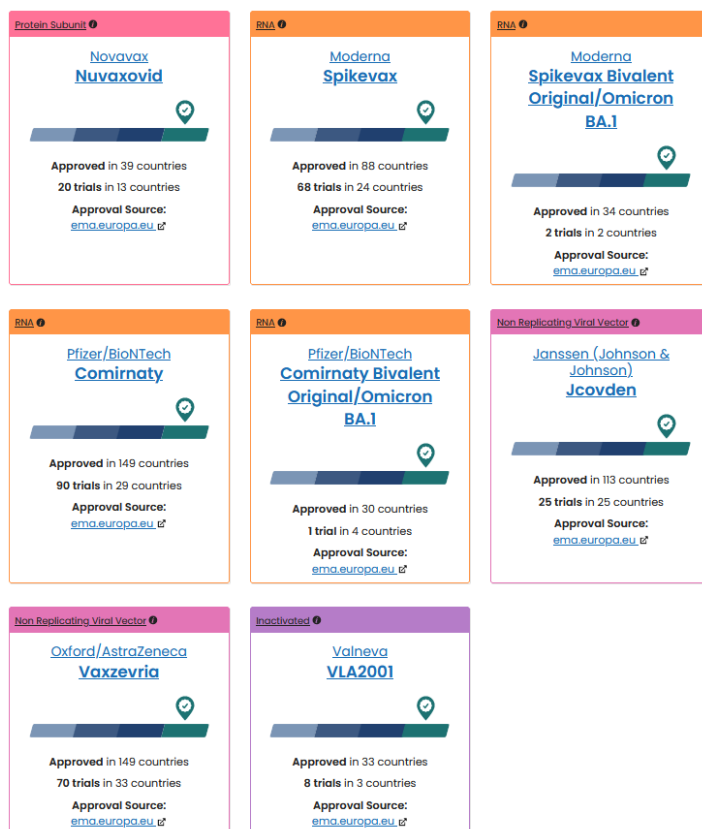 Protein Subunit
Novavax
Nuvaxovid
Approved in 39 countries
20 trials in 13 countries
Approval Source:
ema.europa.eu
RNA
Moderna
Spikevax
Approved in 88 countries
68 trials in 24 countries
Approval Source:
ema.europa.eu
RNA
Moderna
Spikevax Bivalent
Original/Omicron
BA.1
Approved in 34 countries
2 trials in 2 countries
Approval Source:
ema.europa.eu
RNA
Pfizer/BioNTech
Comirnaty
Approved in 149 countries
90 trials in 29 countries
Approval Source:
ema.europa.eu
RNA
Pfizer/BioNTech
Comirnaty Bivalent
Original/Omicron
BA.1
Approved in 30 countries
1 trial in 4 countries
Approval Source:
ema.europa.eu
Non Replicating Viral Vector
Janssen (Johnson &
Johnson)
Jcovden
Approved in 113 countries
25 trials in 25 countries
Approval Source:
ema.europa.eu
Non Replicating Viral Vector
Oxford/AstraZeneca
Vaxzevria
Approved in 149 countries
70 trials in 33 countries
Approval Source:
ema.europa.eu
Inactivated
Valneva
VLA2001
Approved in 33 countries
8 trials in 3 countries
Approval Source:
ema.europa.eu